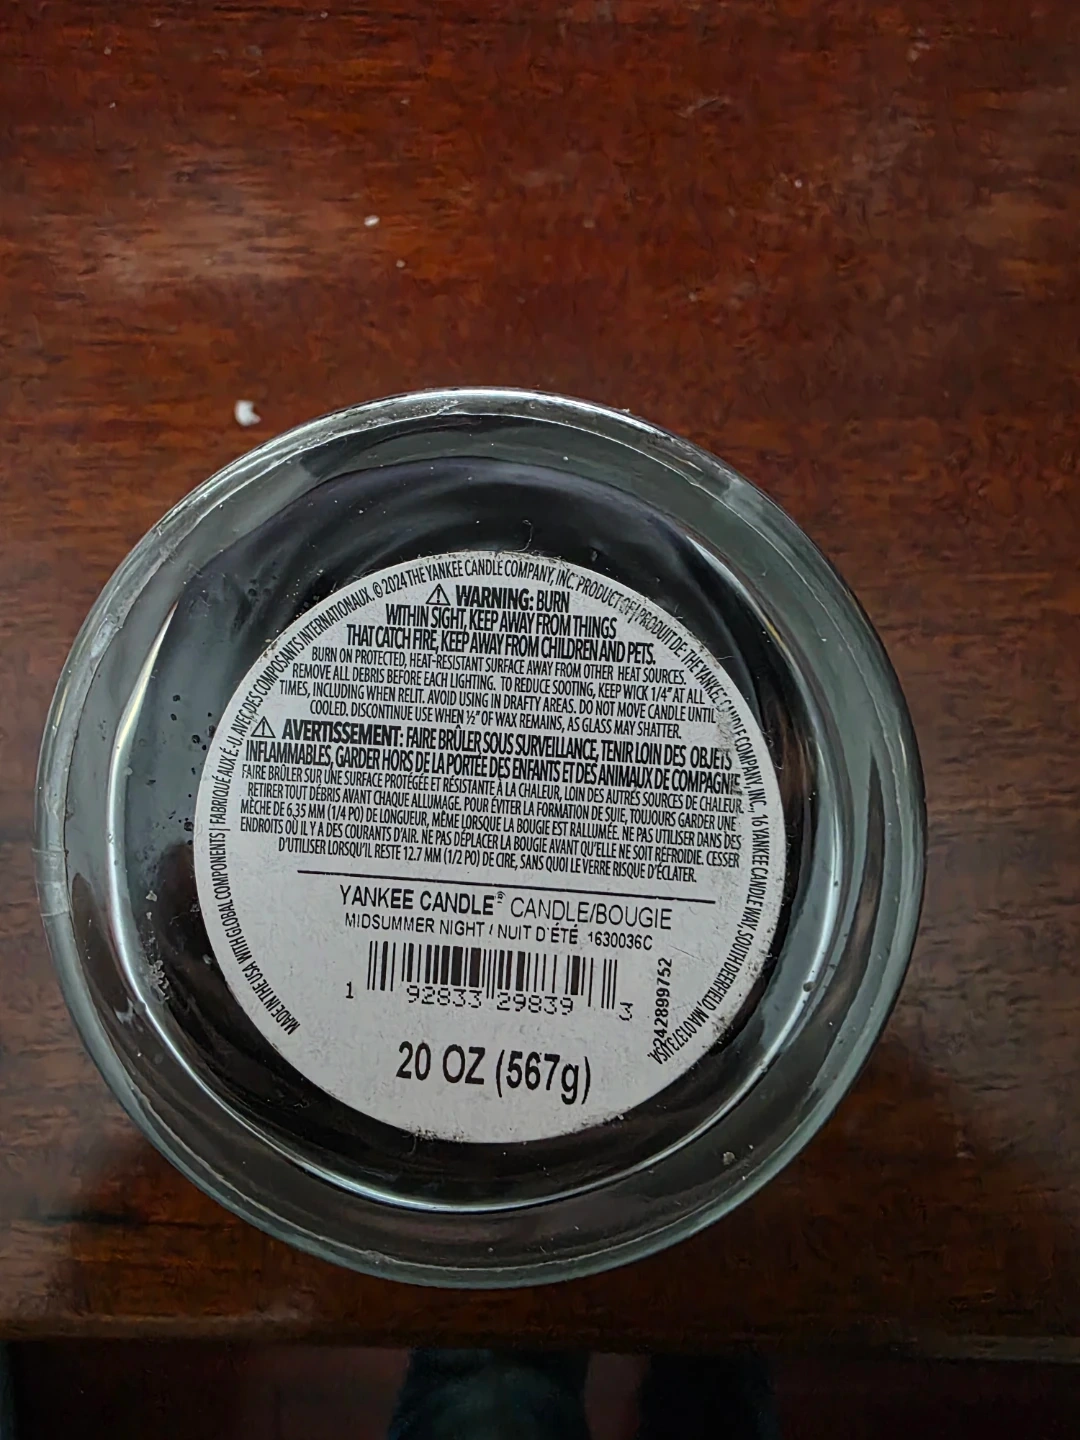 MADE IN THE USA WITH GLOBAL COMPONENTS | FABRIQUÉ AUX É.-U. AVEC DES COMPOSANTS INTERNATIONAUX. © 2024 THE YANKEE CANDLE COMPANY, INC. PRODUCT OF/PRODUIT DE: THE YANKEE CANDLE COMPANY, INC., 16 YANKEE CANDLE WAY, SOUTH DEERFIELD, MA 01373 USA.
⚠ WARNING: BURN
WITHIN SIGHT, KEEP AWAY FROM THINGS
THAT CATCH FIRE, KEEP AWAY FROM CHILDREN AND PETS.
BURN ON PROTECTED, HEAT-RESISTANT SURFACE AWAY FROM OTHER HEAT SOURCES.
REMOVE ALL DEBRIS BEFORE EACH LIGHTING. TO REDUCE SOOTING, KEEP WICK 1/4" AT ALL
TIMES, INCLUDING WHEN RELIT. AVOID USING IN DRAFTY AREAS. DO NOT MOVE CANDLE UNTIL
COOLED. DISCONTINUE USE WHEN ½" OF WAX REMAINS, AS GLASS MAY SHATTER.
⚠ AVERTISSEMENT: FAIRE BRÛLER SOUS SURVEILLANCE, TENIR LOIN DES OBJETS
INFLAMMABLES, GARDER HORS DE LA PORTÉE DES ENFANTS ET DES ANIMAUX DE COMPAGNIE.
FAIRE BRÛLER SUR UNE SURFACE PROTÉGÉE ET RÉSISTANTE À LA CHALEUR, LOIN DES AUTRES SOURCES DE CHALEUR.
RETIRER TOUT DÉBRIS AVANT CHAQUE ALLUMAGE. POUR ÉVITER LA FORMATION DE SUIE, TOUJOURS GARDER UNE
MÈCHE DE 6,35 MM (1/4 PO) DE LONGUEUR, MÊME LORSQUE LA BOUGIE EST RALLUMÉE. NE PAS UTILISER DANS DES
ENDROITS OÙ IL Y A DES COURANTS D'AIR. NE PAS DÉPLACER LA BOUGIE AVANT QU'ELLE NE SOIT REFROIDIE. CESSER
D'UTILISER LORSQU'IL RESTE 12.7 MM (1/2 PO) DE CIRE, SANS QUOI LE VERRE RISQUE D'ÉCLATER.
YANKEE CANDLE® CANDLE/BOUGIE
MIDSUMMER NIGHT / NUIT D'ÉTÉ 1630036C
1 92833 29839 3
242899752
20 OZ (567g)